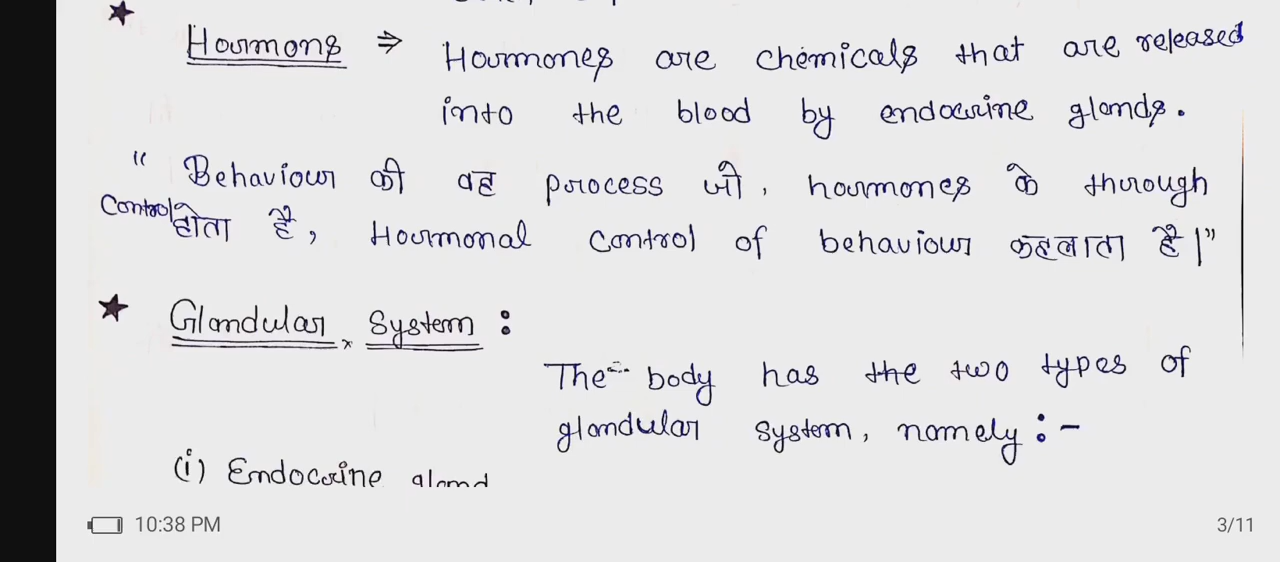 ★ Hormons ⇒ Hormones are chemicals that are released
into the blood by endocrine glands.
“ Behaviour की वह process जो, hormones के through
control होता है, Hormonal control of behaviour कहलाता है।”
★ Glandular System :
The body has the two types of
glandular system, namely :-
(i) Endocrine gland
10:38 PM
3/11